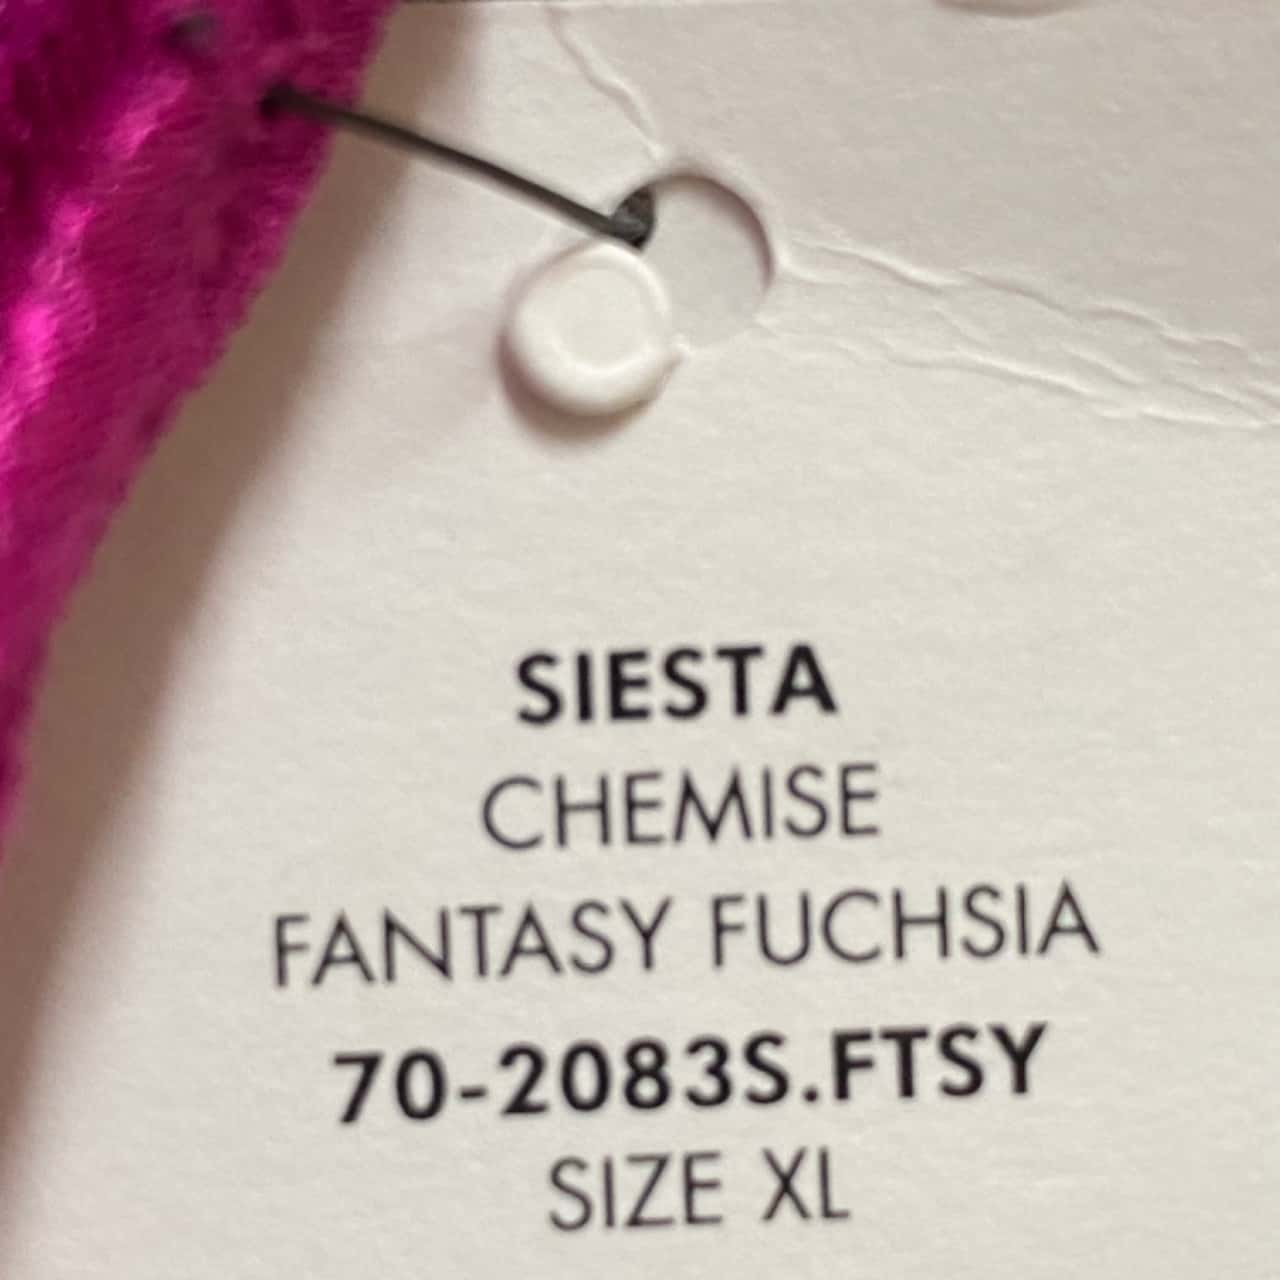 SIESTA
CHEMISE
FANTASY FUCHSIA
70-2083S.FTSY
SIZE XL